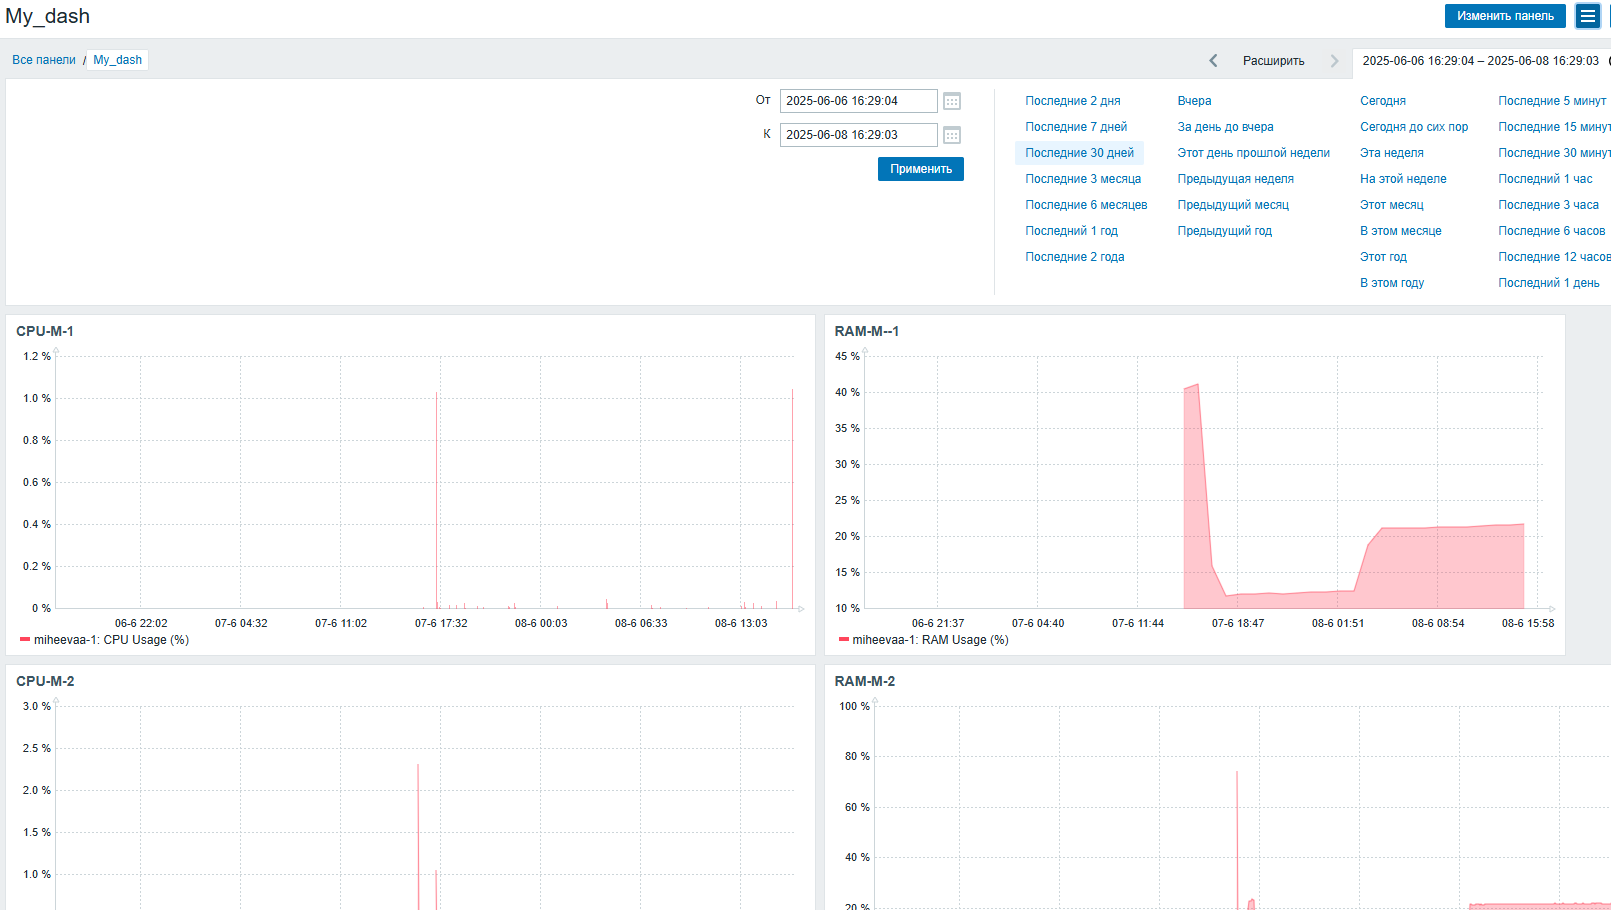 My_dash
Изменить панель
Все панели / My_dash
Расширить
2025-06-06 16:29:04 – 2025-06-08 16:29:03
От 2025-06-06 16:29:04
К 2025-06-08 16:29:03
Применить
Последние 2 дня
Последние 7 дней
Последние 30 дней
Последние 3 месяца
Последние 6 месяцев
Последний 1 год
Последние 2 года
Вчера
За день до вчера
Этот день прошлой недели
Предыдущая неделя
Предыдущий месяц
Предыдущий год
Сегодня
Сегодня до сих пор
Эта неделя
На этой неделе
Этот месяц
В этом месяце
Этот год
В этом году
Последние 5 минут
Последние 15 минут
Последние 30 минут
Последний 1 час
Последние 3 часа
Последние 6 часов
Последние 12 часов
Последний 1 день
CPU-M-1
1.2 %
1.0 %
0.8 %
0.6 %
0.4 %
0.2 %
0 %
06-6 22:02 07-6 04:32 07-6 11:02 07-6 17:32 08-6 00:03 08-6 06:33 08-6 13:03
miheevaa-1: CPU Usage (%)
RAM-M--1
45 %
40 %
35 %
30 %
25 %
20 %
15 %
10 %
06-6 21:37 07-6 04:40 07-6 11:44 07-6 18:47 08-6 01:51 08-6 08:54 08-6 15:58
miheevaa-1: RAM Usage (%)
CPU-M-2
3.0 %
2.5 %
2.0 %
1.5 %
1.0 %
RAM-M-2
100 %
80 %
60 %
40 %
20 %